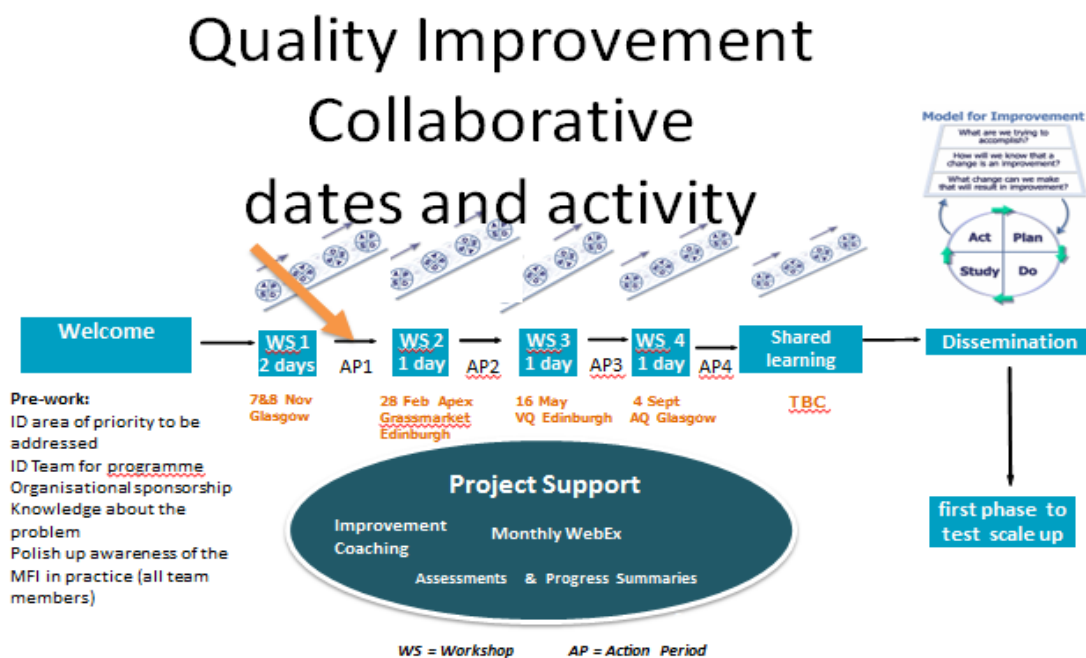 Quality Improvement
Collaborative
dates and activity
Model for Improvement
What are we trying to
accomplish?
How will we know that a
change is an improvement?
What change can we make
that will result in improvement?
Act
Plan
Study
Do
Welcome
WS 1
2 days
AP1
WS 2
1 day
AP2
WS 3
1 day
AP3
WS 4
1 day
AP4
Shared
learning
Dissemination
Pre-work:
ID area of priority to be
addressed
ID Team for programme
Organisational sponsorship
Knowledge about the
problem
Polish up awareness of the
MFI in practice (all team
members)
7&8 Nov
Glasgow
28 Feb Apex
Grassmarket
Edinburgh
16 May
VQ Edinburgh
4 Sept
AQ Glasgow
TBC
Project Support
Improvement
Coaching
Monthly WebEx
Assessments & Progress Summaries
first phase to
test scale up
WS = Workshop
AP = Action Period